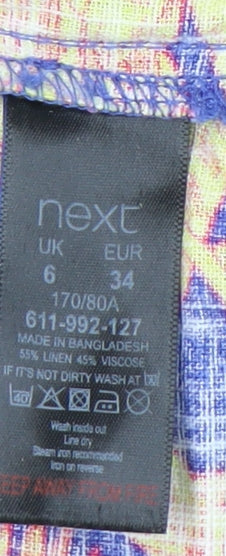 next
UK EUR
6 34
170/80A
611-992-127
MADE IN BANGLADESH
55% LINEN 45% VISCOSE
IF IT'S NOT DIRTY WASH AT 30
40
Wash inside out
Line dry
Steam iron recommended
Iron on reverse
KEEP AWAY FROM FIRE